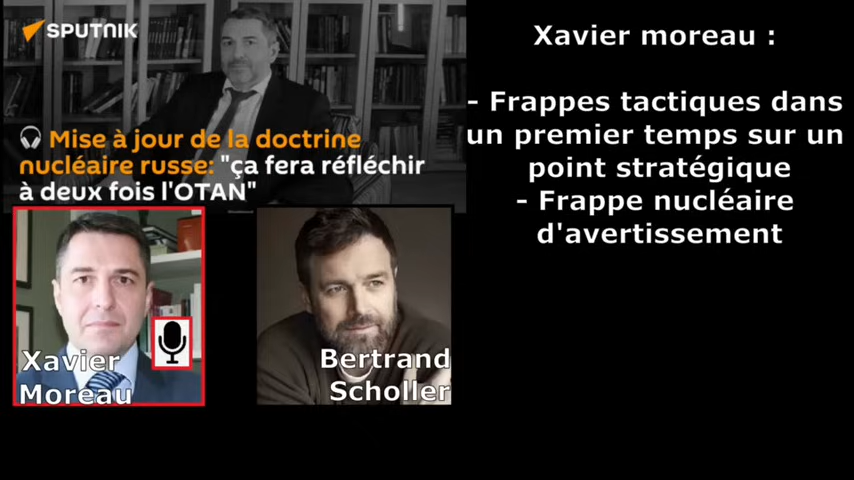 SPUTNIK
Mise à jour de la doctrine
nucléaire russe: "ça fera réfléchir
à deux fois l'OTAN"
Xavier moreau :
- Frappes tactiques dans
un premier temps sur un
point stratégique
- Frappe nucléaire
d'avertissement
Xavier
Moreau
Bertrand
Scholler